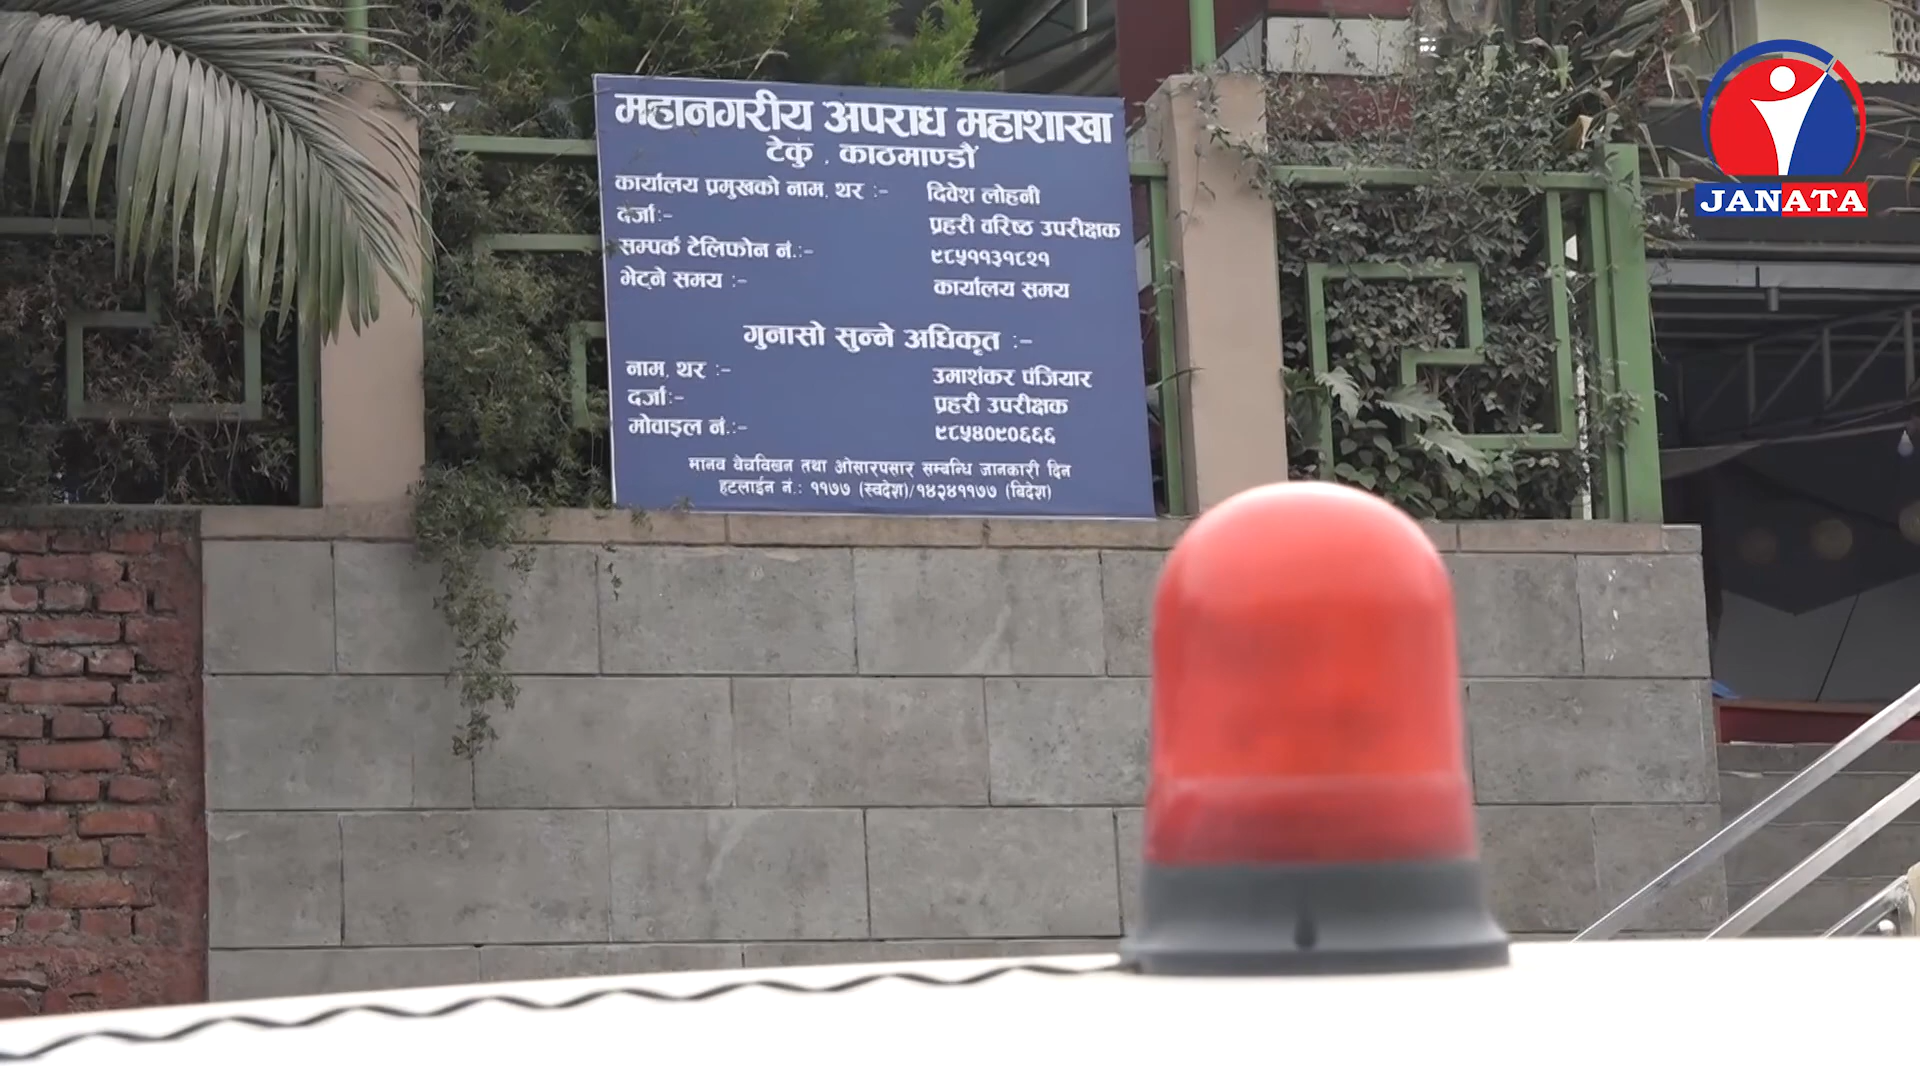 महानगरीय अपराध महाशाखा
टेकु , काठमाण्डौं
कार्यालय प्रमुखको नाम, थर :- दिवेश लोहनी
दर्जा:- प्रहरी वरिष्ठ उपरीक्षक
सम्पर्क टेलिफोन नं.:- ९८५११३१८२१
भेट्ने समय :- कार्यालय समय
गुनासो सुन्ने अधिकृत :-
नाम, थर :- उमाशंकर पंजियार
दर्जा:- प्रहरी उपरीक्षक
मोवाइल नं.:- ९८५४०९०६६६
मानव वेचविखन तथा ओसारपसार सम्बन्धि जानकारी दिन
हटलाईन नं.: ११७७ (स्वदेश)/१४२४११७७ (बिदेश)
JANATA